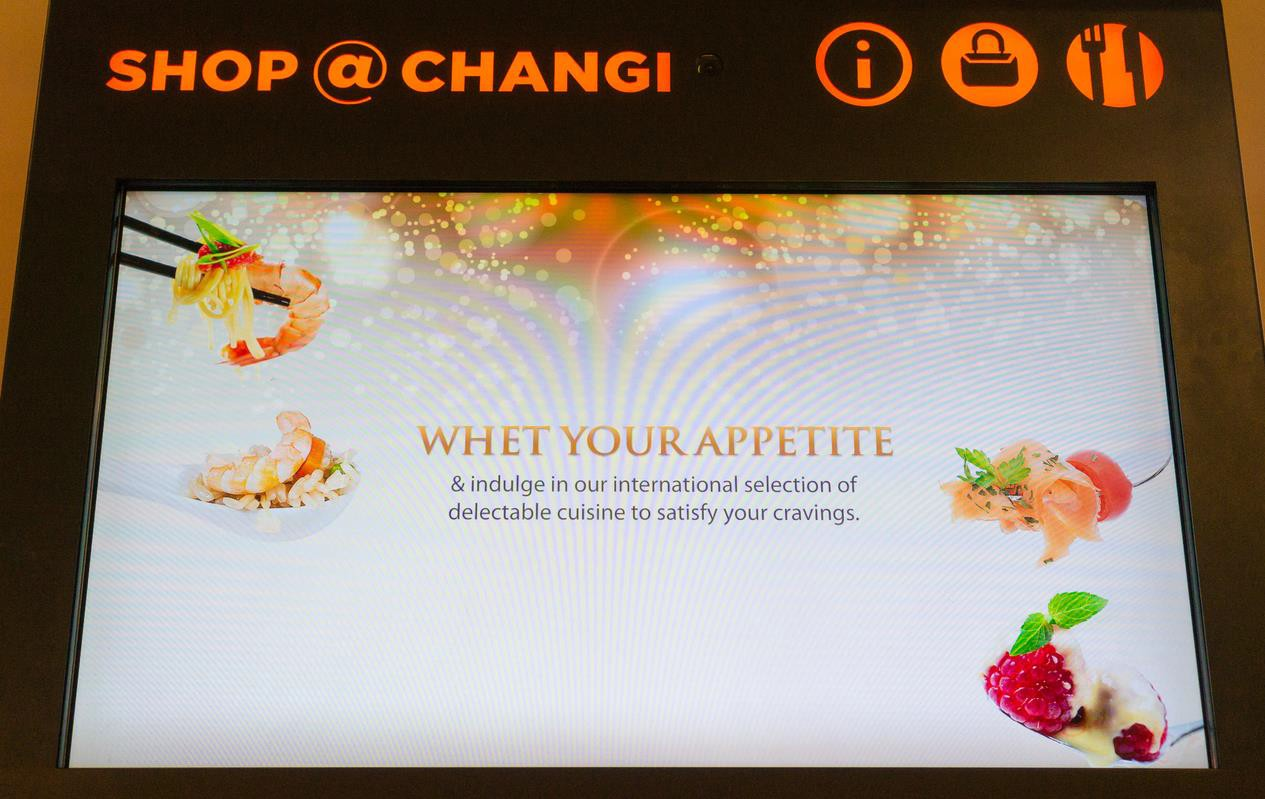 SHOP @ CHANGI
WHET YOUR APPETITE
& indulge in our international selection of
delectable cuisine to satisfy your cravings.